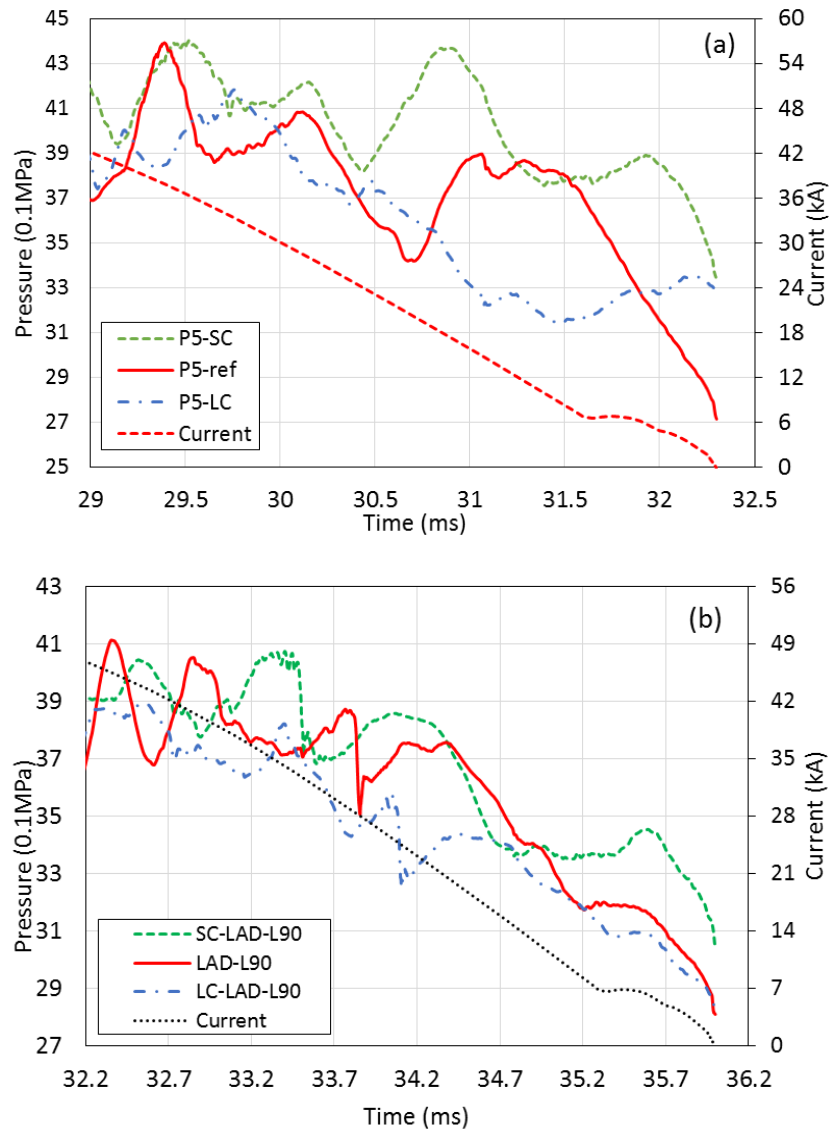 (a)
45
43
41
39
37
35
33
31
29
27
25
Pressure (0.1MPa)
60
54
48
42
36
30
24
18
12
6
0
Current (kA)
P5-SC
P5-ref
P5-LC
Current
29 29.5 30 30.5 31 31.5 32 32.5
Time (ms)
(b)
43
41
39
37
35
33
31
29
27
Pressure (0.1MPa)
56
49
42
35
28
21
14
7
0
Current (kA)
SC-LAD-L90
LAD-L90
LC-LAD-L90
Current
32.2 32.7 33.2 33.7 34.2 34.7 35.2 35.7 36.2
Time (ms)